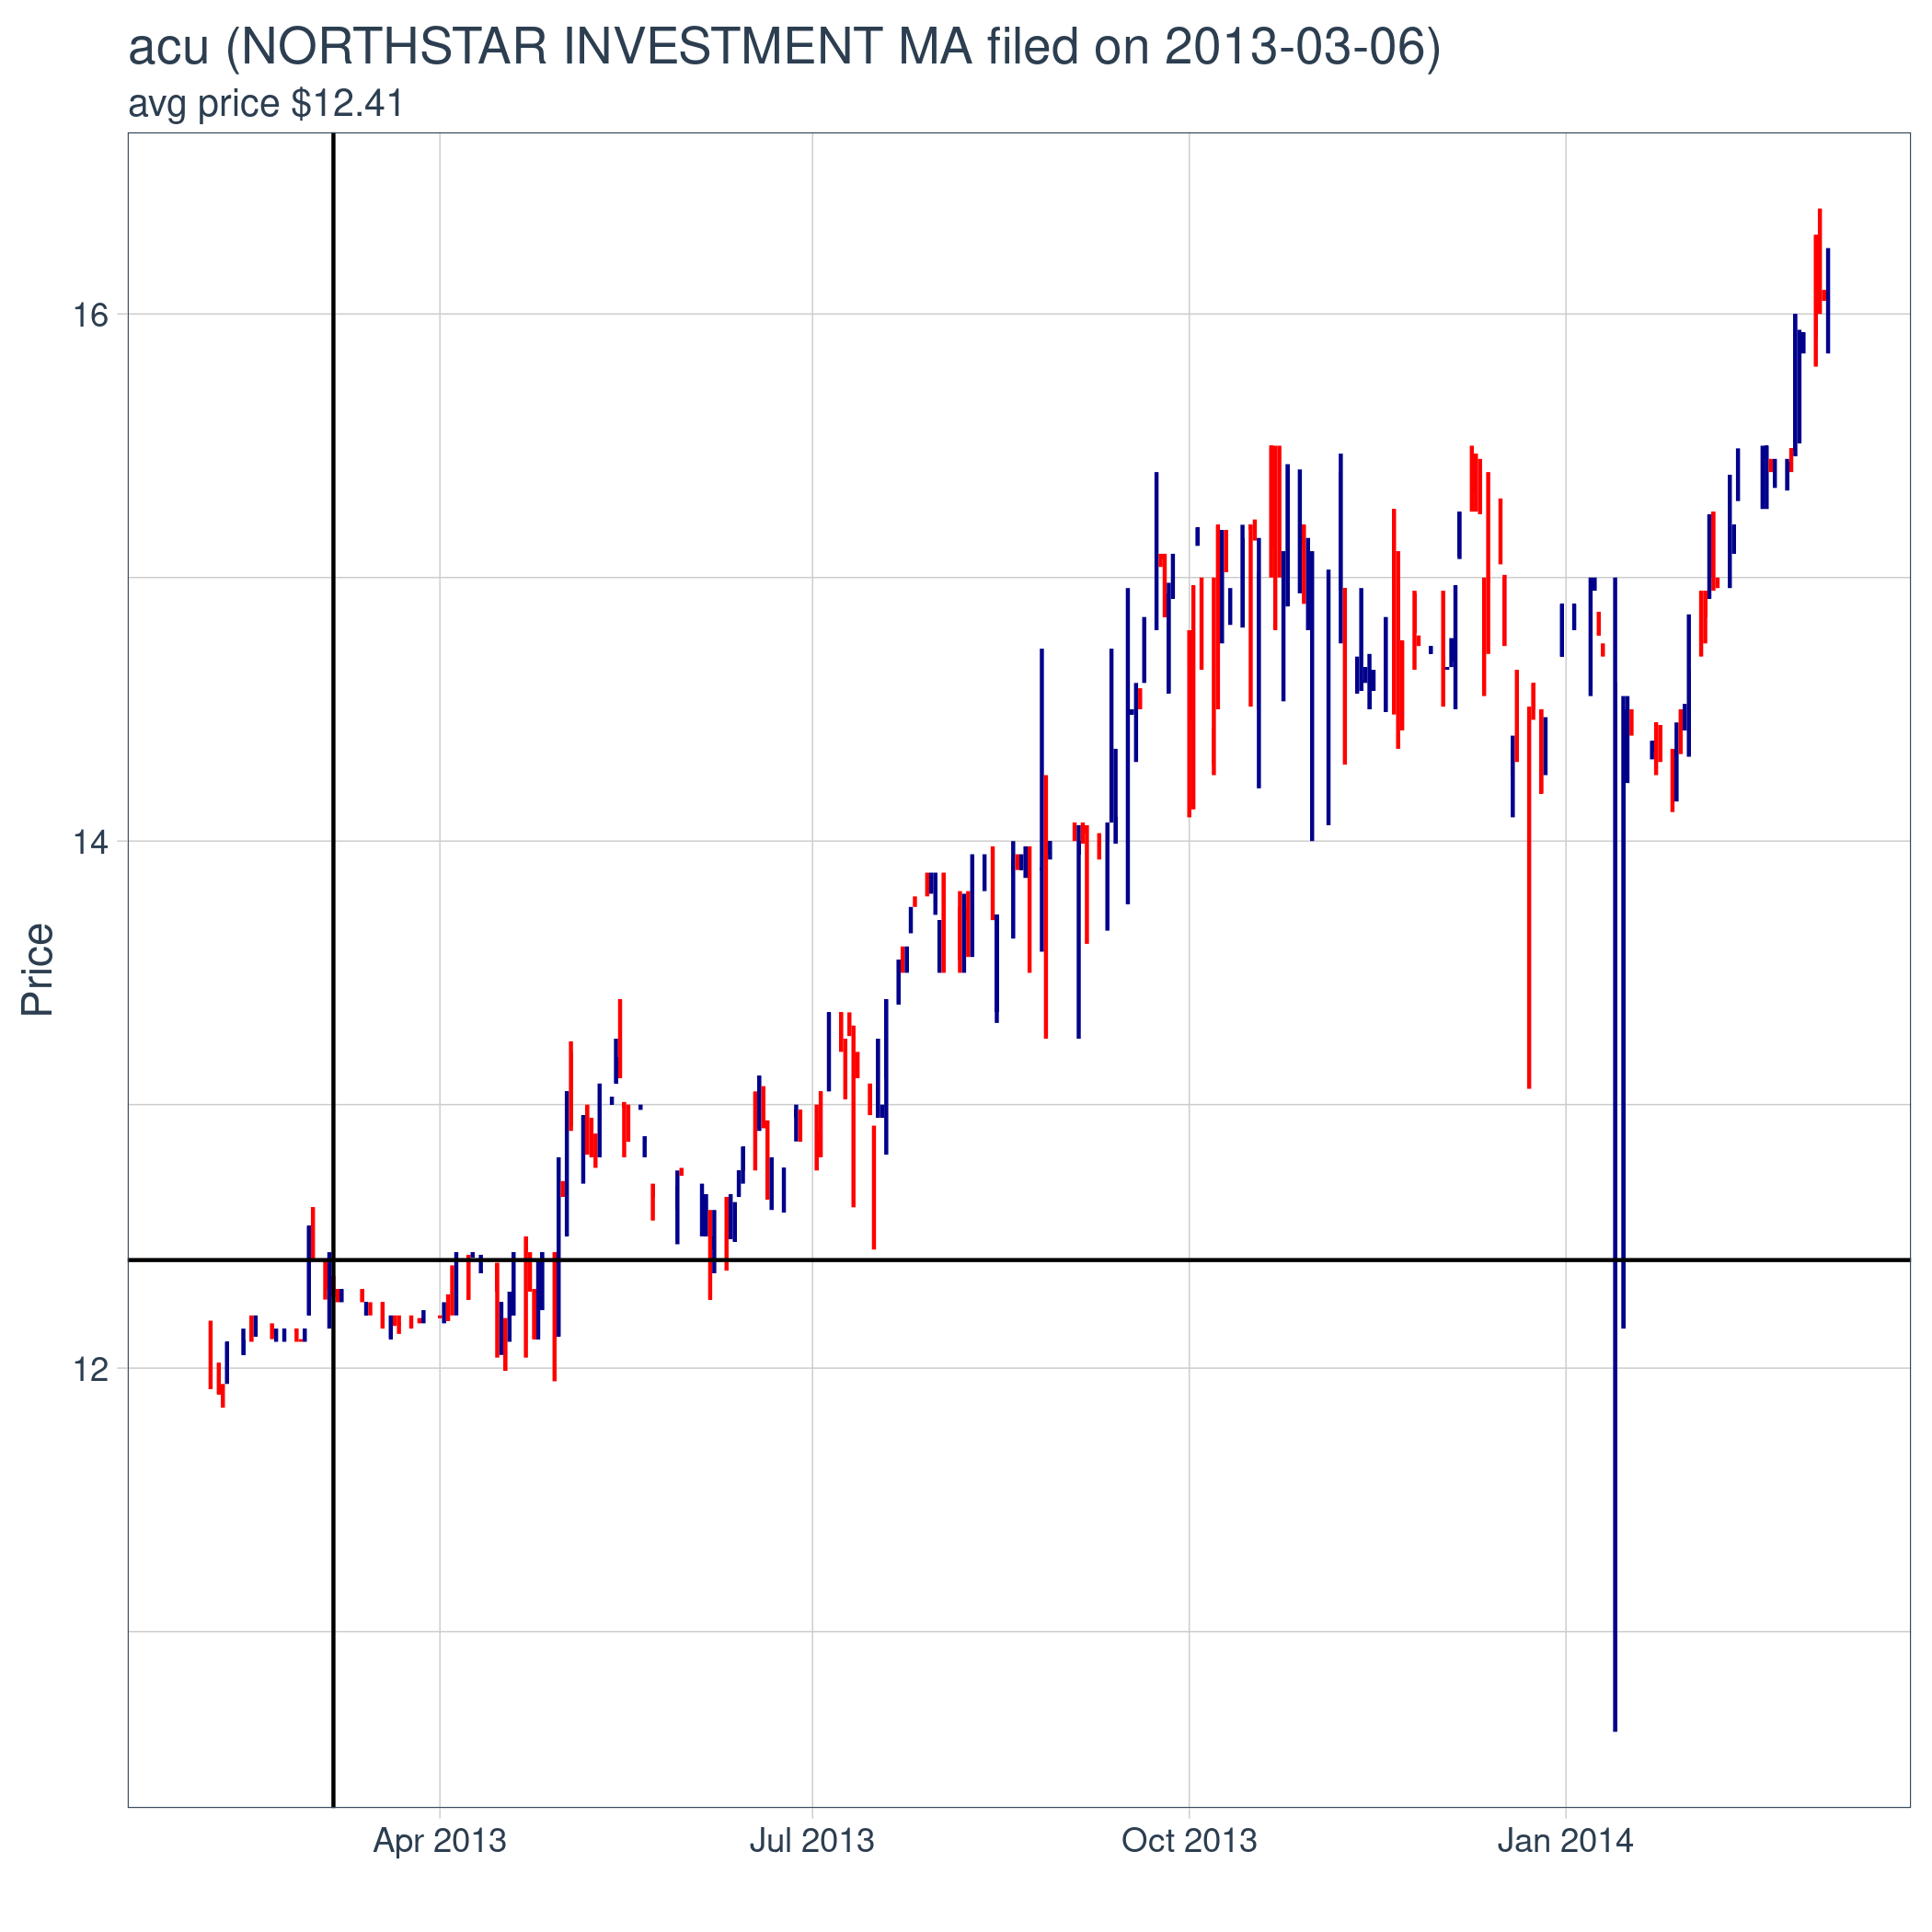 acu (NORTHSTAR INVESTMENT MA filed on 2013-03-06)
avg price $12.41
16
14
12
Price
Apr 2013
Jul 2013
Oct 2013
Jan 2014